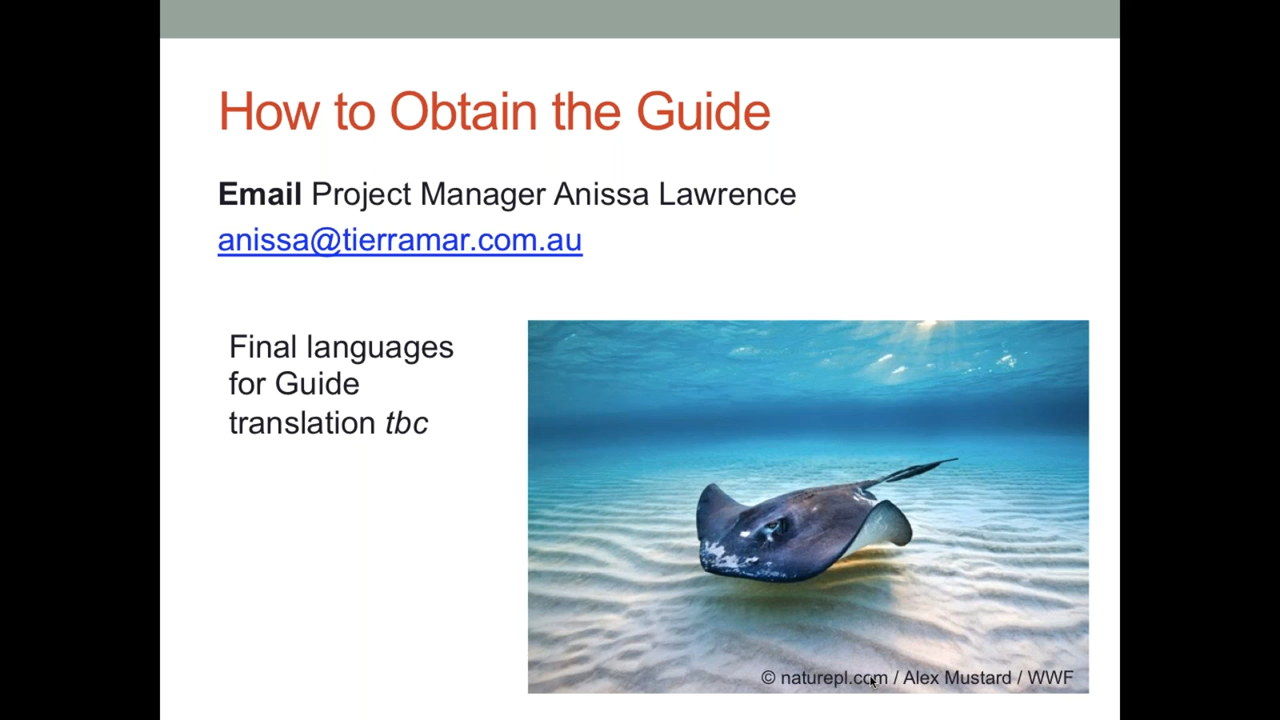 How to Obtain the Guide
Email Project Manager Anissa Lawrence
anissa@tierramar.com.au
Final languages
for Guide
translation tbc
© naturepl.com / Alex Mustard / WWF